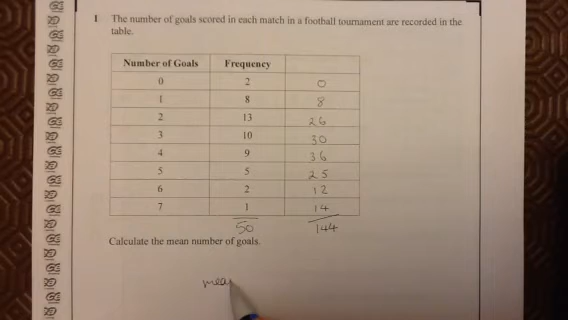 1 The number of goals scored in each match in a football tournament are recorded in the
table.
Number of Goals Frequency
0 2 0
1 8 8
2 13 26
3 10 30
4 9 36
5 5 25
6 2 12
7 1 14
50 144
Calculate the mean number of goals.
mean